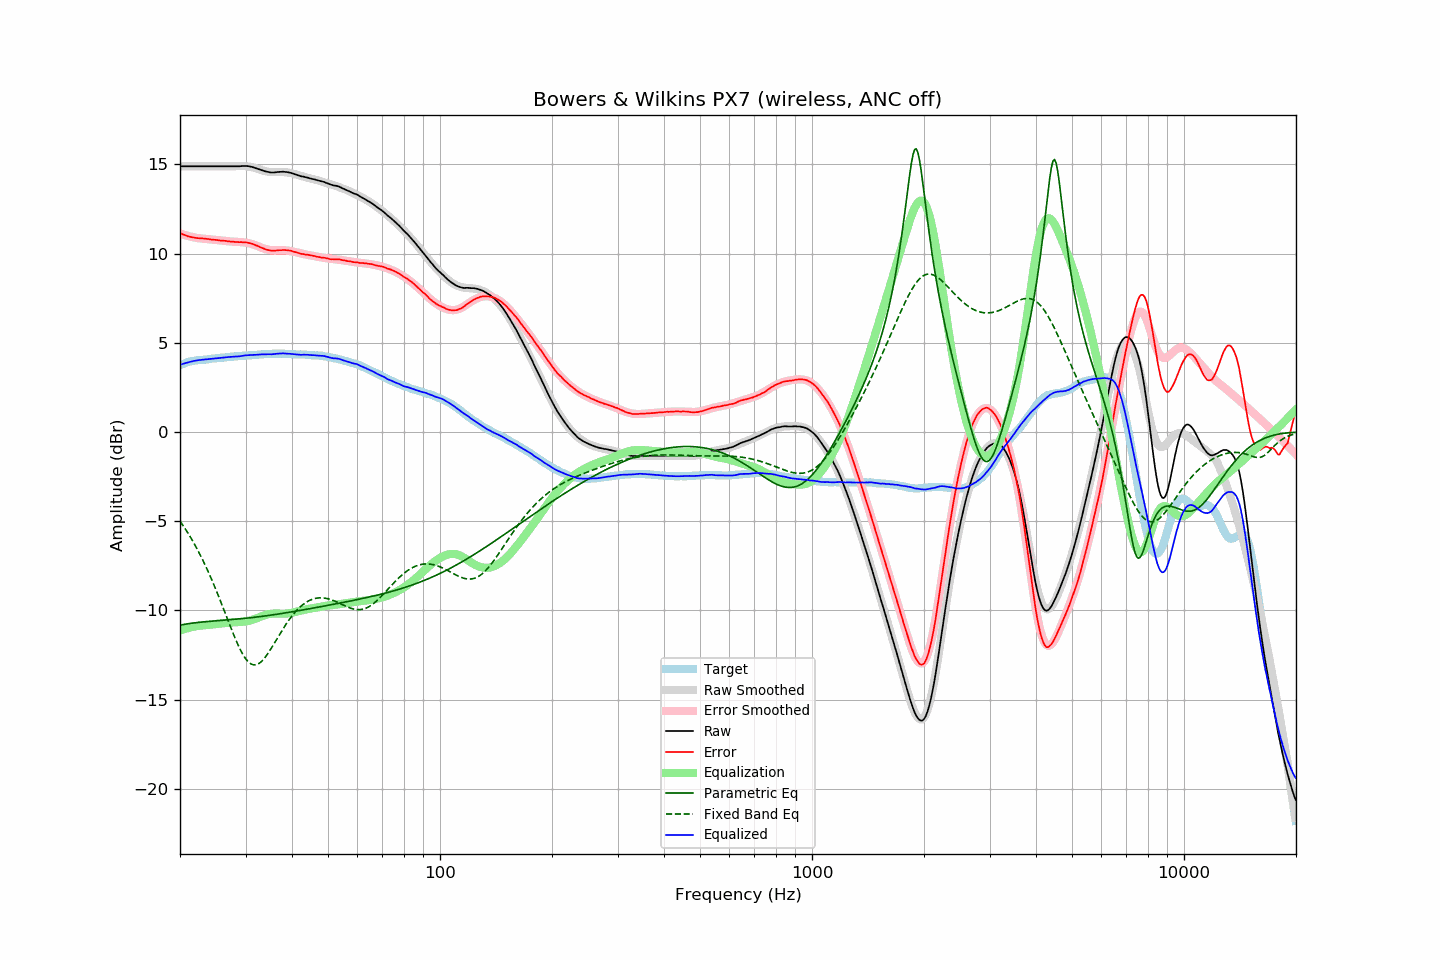 Bowers & Wilkins PX7 (wireless, ANC off)
15
10
5
0
−5
−10
−15
−20
Amplitude (dBr)
Target
Raw Smoothed
Error Smoothed
Raw
Error
Equalization
Parametric Eq
Fixed Band Eq
Equalized
100
1000
10000
Frequency (Hz)